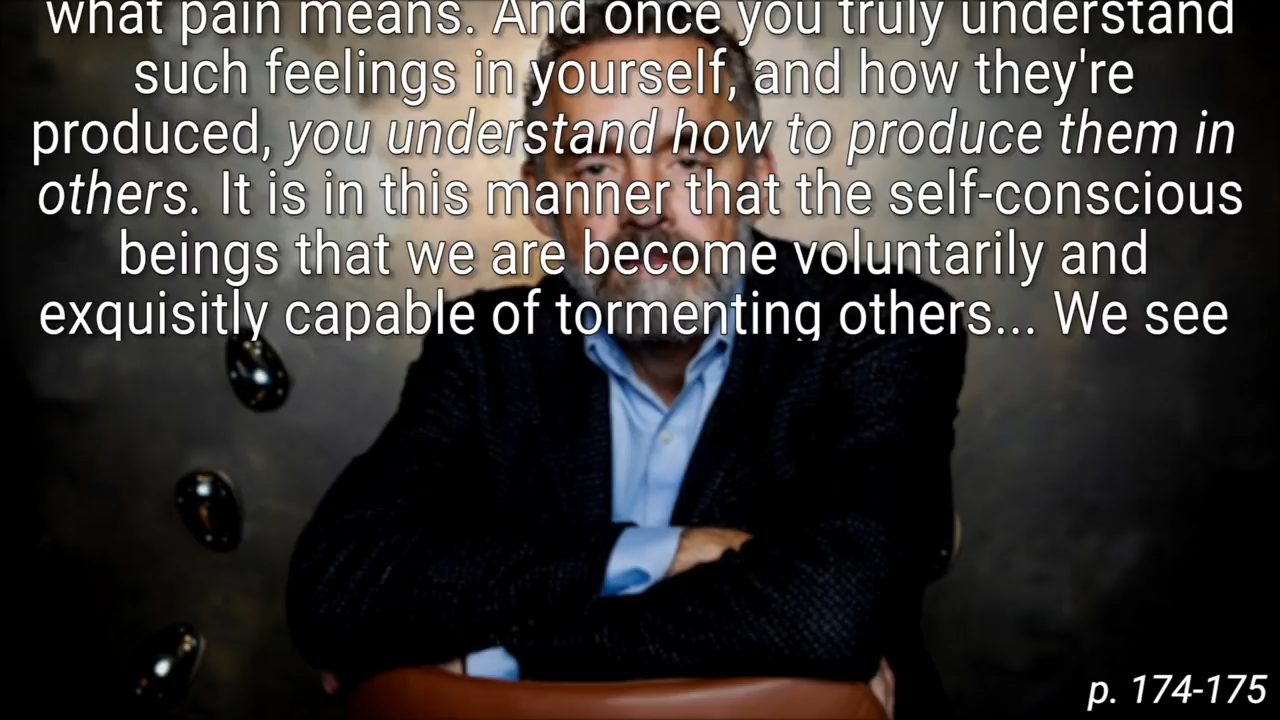 what pain means. And once you truly understand
such feelings in yourself, and how they're
produced, you understand how to produce them in
others. It is in this manner that the self-conscious
beings that we are become voluntarily and
exquisitly capable of tormenting others... We see
p. 174-175